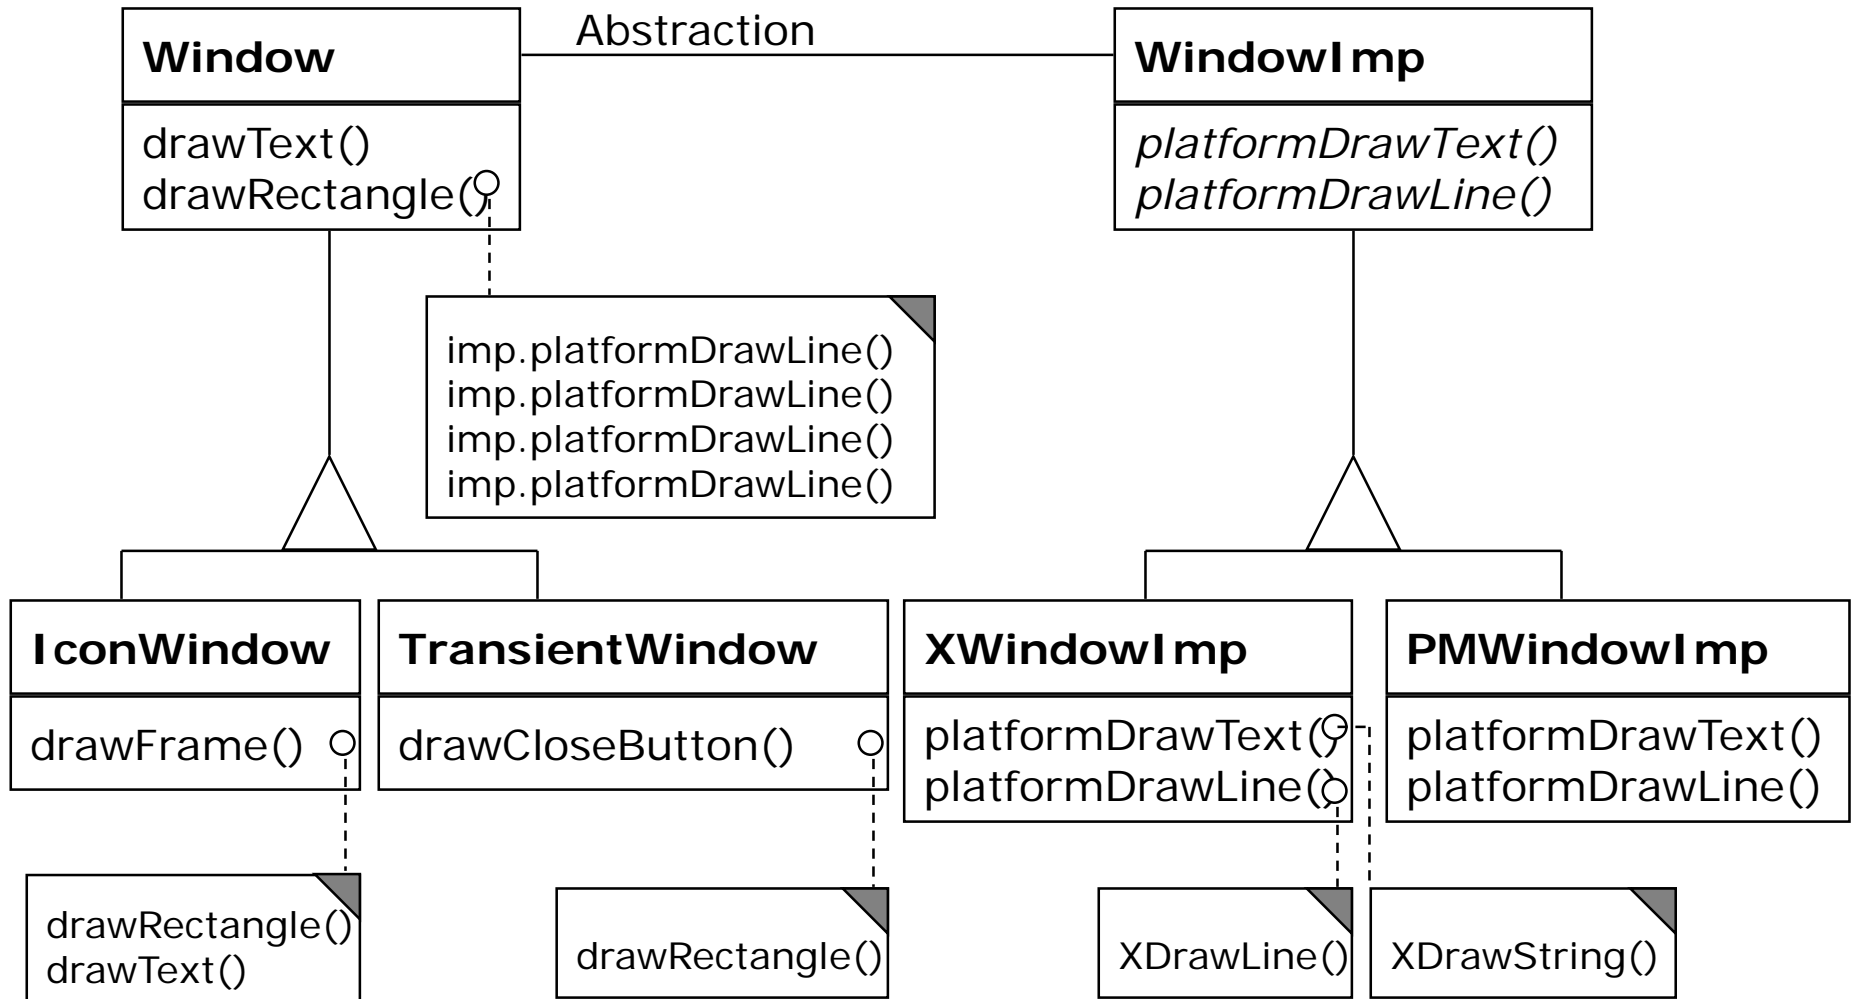 Abstraction
Window
drawText()
drawRectangle()
WindowImp
platformDrawText()
platformDrawLine()
imp.platformDrawLine()
imp.platformDrawLine()
imp.platformDrawLine()
imp.platformDrawLine()
IconWindow
drawFrame()
TransientWindow
drawCloseButton()
XWindowImp
platformDrawText()
platformDrawLine()
PMWindowImp
platformDrawText()
platformDrawLine()
drawRectangle()
drawText()
drawRectangle()
XDrawLine()
XDrawString()